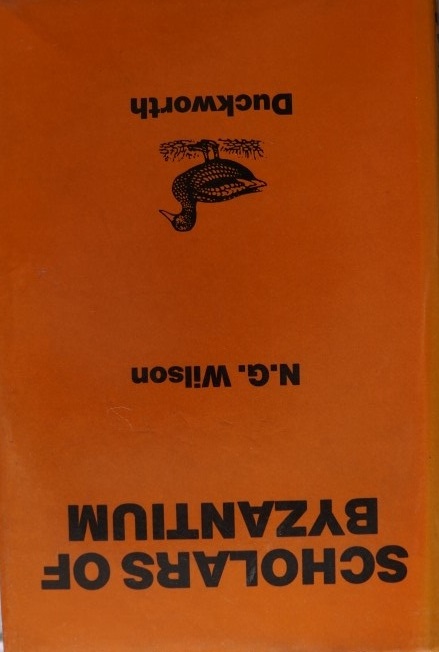 SCHOLARS OF
BYZANTIUM
N.G. Wilson
Duckworth